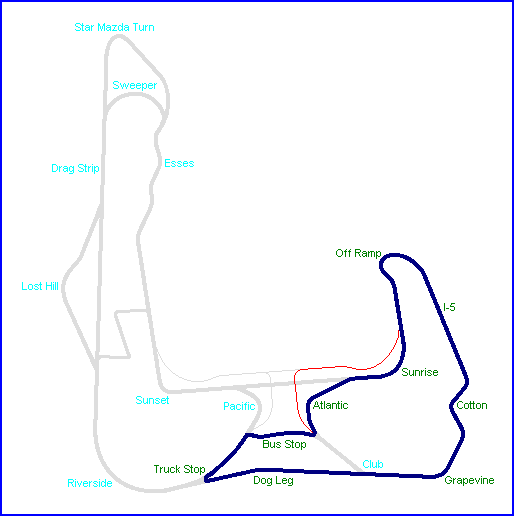 Star Mazda Turn
Sweeper
Drag Strip
Esses
Off Ramp
Lost Hill
I-5
Sunrise
Sunset
Pacific
Atlantic
Cotton
Bus Stop
Truck Stop
Club
Riverside
Dog Leg
Grapevine